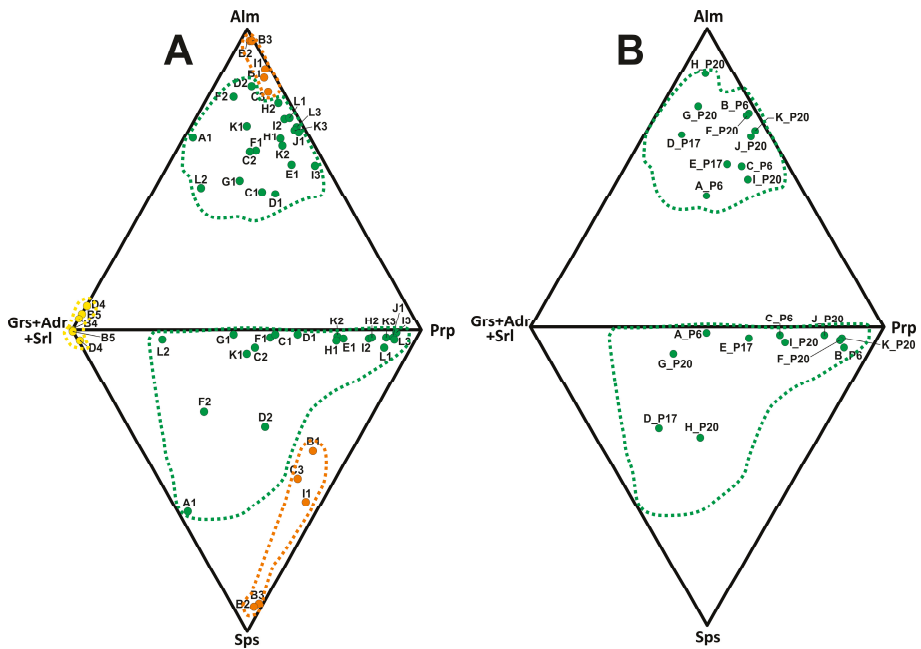 Alm
Alm
A
B
B3
B2
I1
B1
D2
C3
F2
H2
L1
L3
I2
K3
K1
H1
J1
A1
F1
K2
C2
E1
I3
G1
L2
C1
D1
D4
B5
B4
Grs+Adr
+Srl
B5
D4
J1
K2
H2
K3
I3
Prp
L2
G1
F1
C1
D1
H1
E1
I2
L3
K1
C2
L1
F2
D2
B1
C3
I1
A1
B2
B3
Sps
H_P20
B_P6
G_P20
K_P20
F_P20
D_P17
J_P20
E_P17
C_P6
I_P20
A_P6
Grs+Adr
+Srl
Prp
C_P6
J_P20
A_P6
E_P17
I_P20
K_P20
G_P20
F_P20
B_P6
D_P17
H_P20
Sps